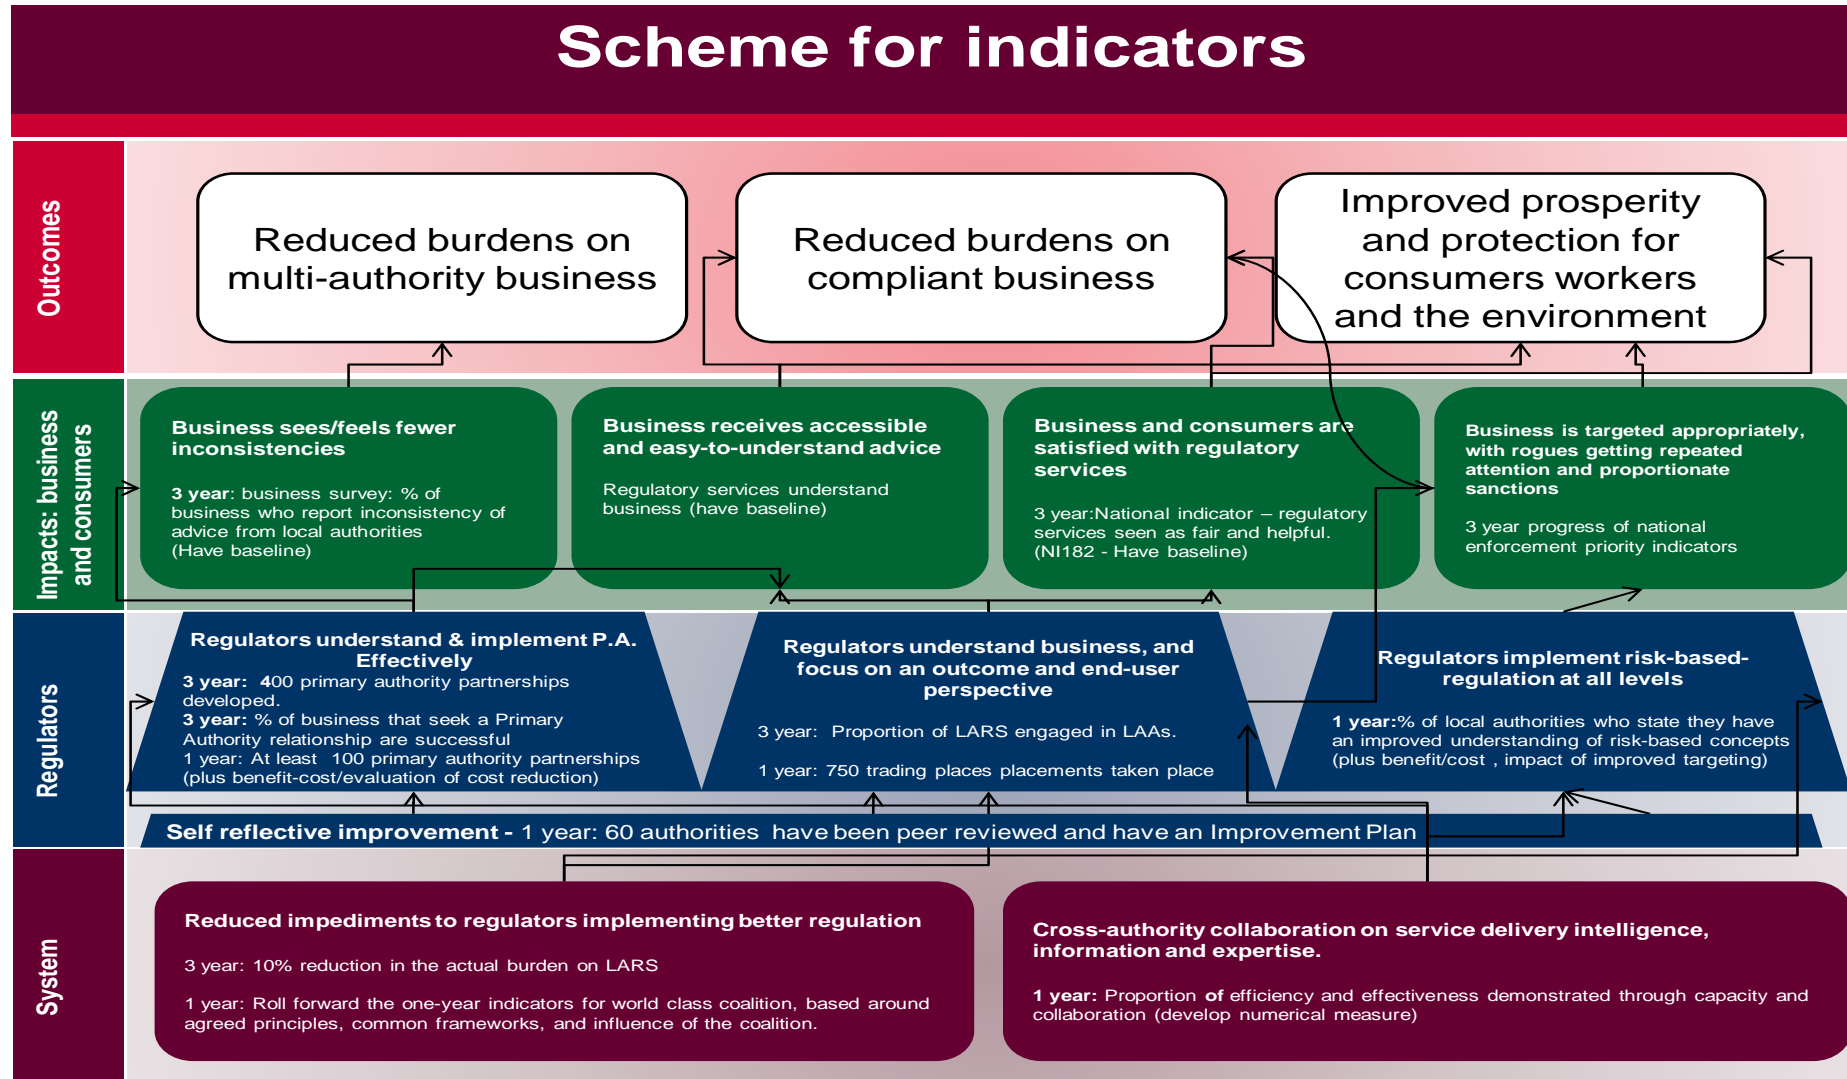 Scheme for indicators
Outcomes
Reduced burdens on
multi-authority business
Reduced burdens on
compliant business
Improved prosperity
and protection for
consumers workers
and the environment
Impacts: business
and consumers
Business sees/feels fewer
inconsistencies
3 year: business survey: % of
business who report inconsistency of
advice from local authorities
(Have baseline)
Business receives accessible
and easy-to-understand advice
Regulatory services understand
business (have baseline)
Business and consumers are
satisfied with regulatory
services
3 year:National indicator – regulatory
services seen as fair and helpful.
(NI182 - Have baseline)
Business is targeted appropriately,
with rogues getting repeated
attention and proportionate
sanctions
3 year progress of national
enforcement priority indicators
Regulators
Regulators understand & implement P.A.
Effectively
3 year: 400 primary authority partnerships
developed.
3 year: % of business that seek a Primary
Authority relationship are successful
1 year: At least 100 primary authority partnerships
(plus benefit-cost/evaluation of cost reduction)
Regulators understand business, and
focus on an outcome and end-user
perspective
3 year: Proportion of LARS engaged in LAAs.
1 year: 750 trading places placements taken place
Regulators implement risk-based-
regulation at all levels
1 year:% of local authorities who state they have
an improved understanding of risk-based concepts
(plus benefit/cost , impact of improved targeting)
Self reflective improvement - 1 year: 60 authorities have been peer reviewed and have an Improvement Plan
System
Reduced impediments to regulators implementing better regulation
3 year: 10% reduction in the actual burden on LARS
1 year: Roll forward the one-year indicators for world class coalition, based around
agreed principles, common frameworks, and influence of the coalition.
Cross-authority collaboration on service delivery intelligence,
information and expertise.
1 year: Proportion of efficiency and effectiveness demonstrated through capacity and
collaboration (develop numerical measure)